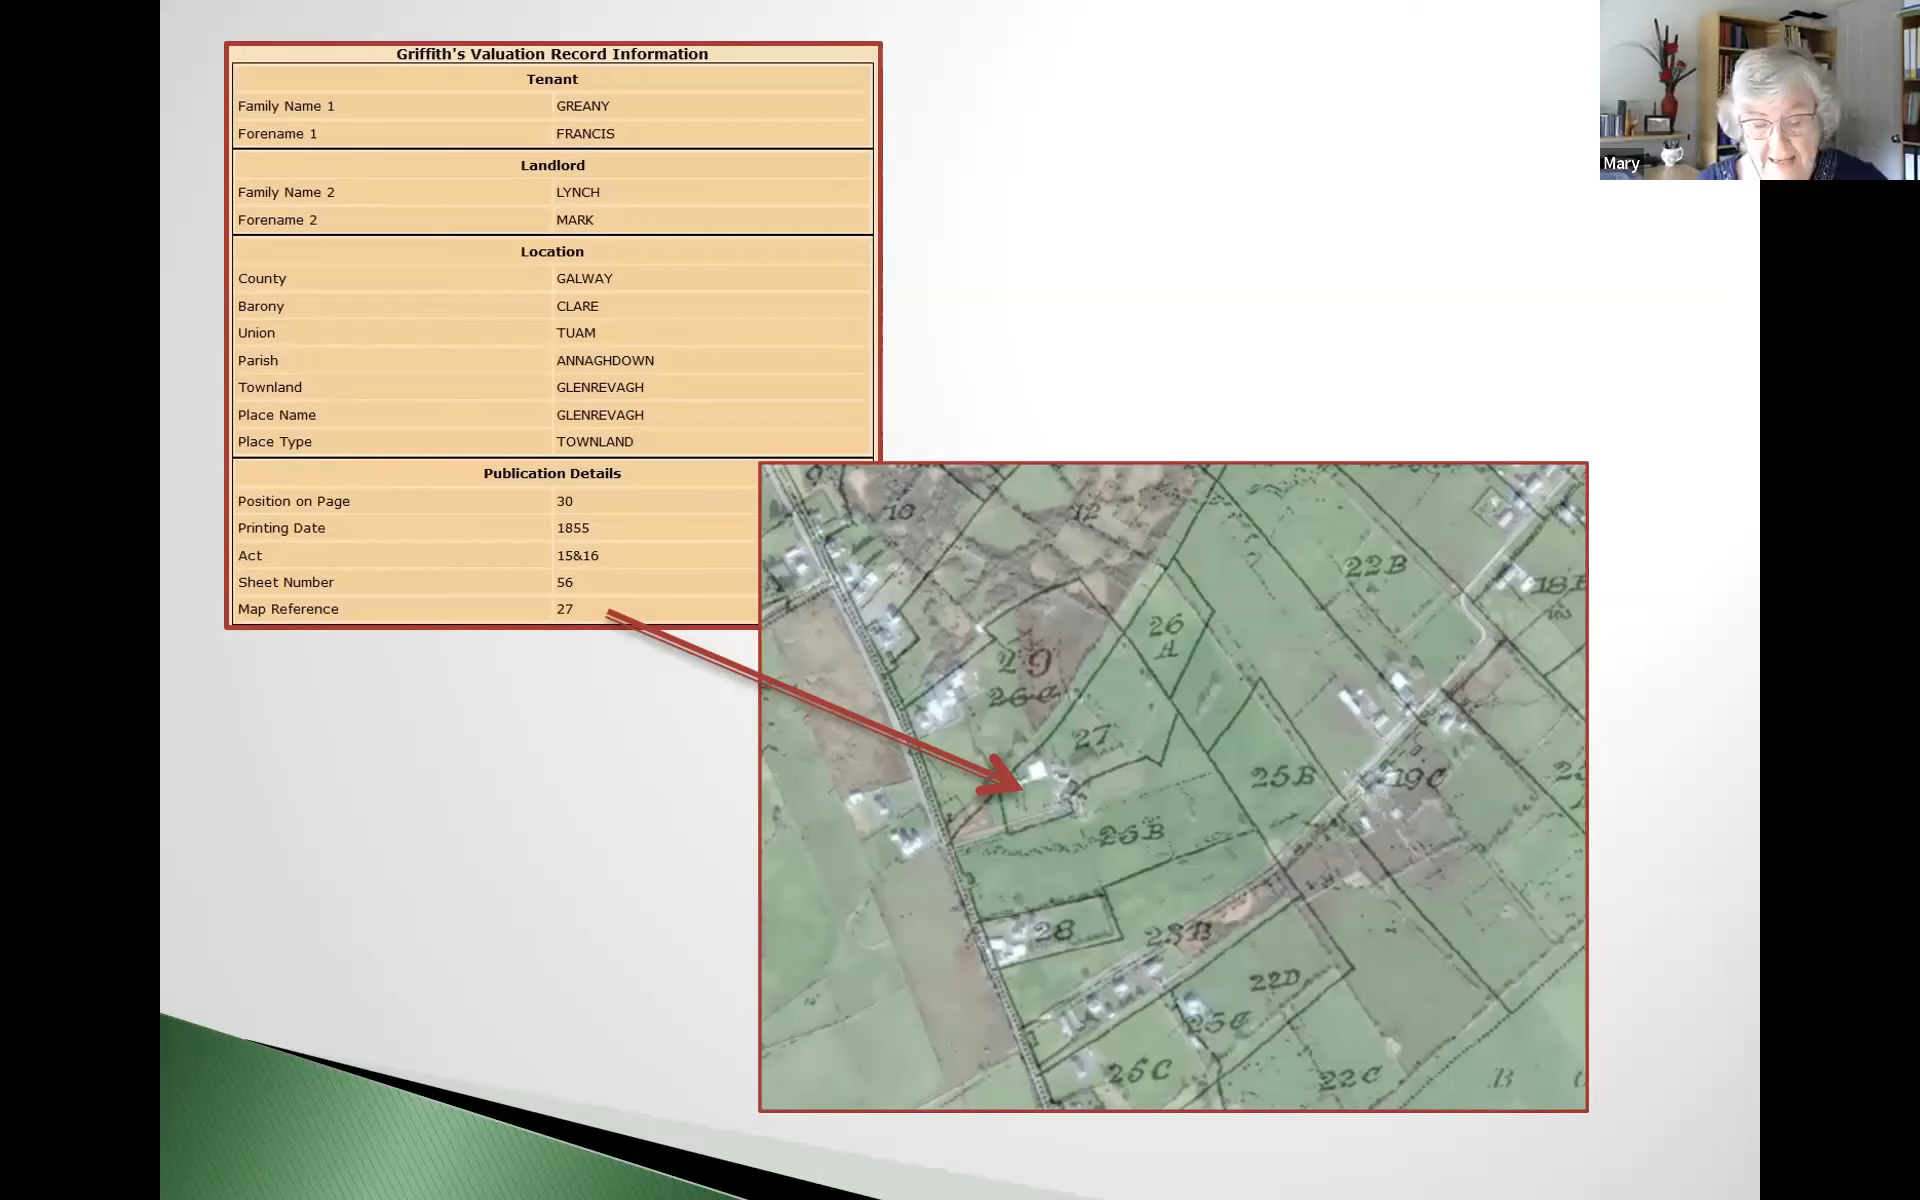 Griffith's Valuation Record Information
Tenant
Family Name 1 GREANY
Forename 1 FRANCIS
Landlord
Family Name 2 LYNCH
Forename 2 MARK
Location
County GALWAY
Barony CLARE
Union TUAM
Parish ANNAGHDOWN
Townland GLENREVAGH
Place Name GLENREVAGH
Place Type TOWNLAND
Publication Details
Position on Page 30
Printing Date 1855
Act 15&16
Sheet Number 56
Map Reference 27
Mary
10
12
22B
18B
26
A
29
26C
27
25B
19C
28
22D
25C
22C
B